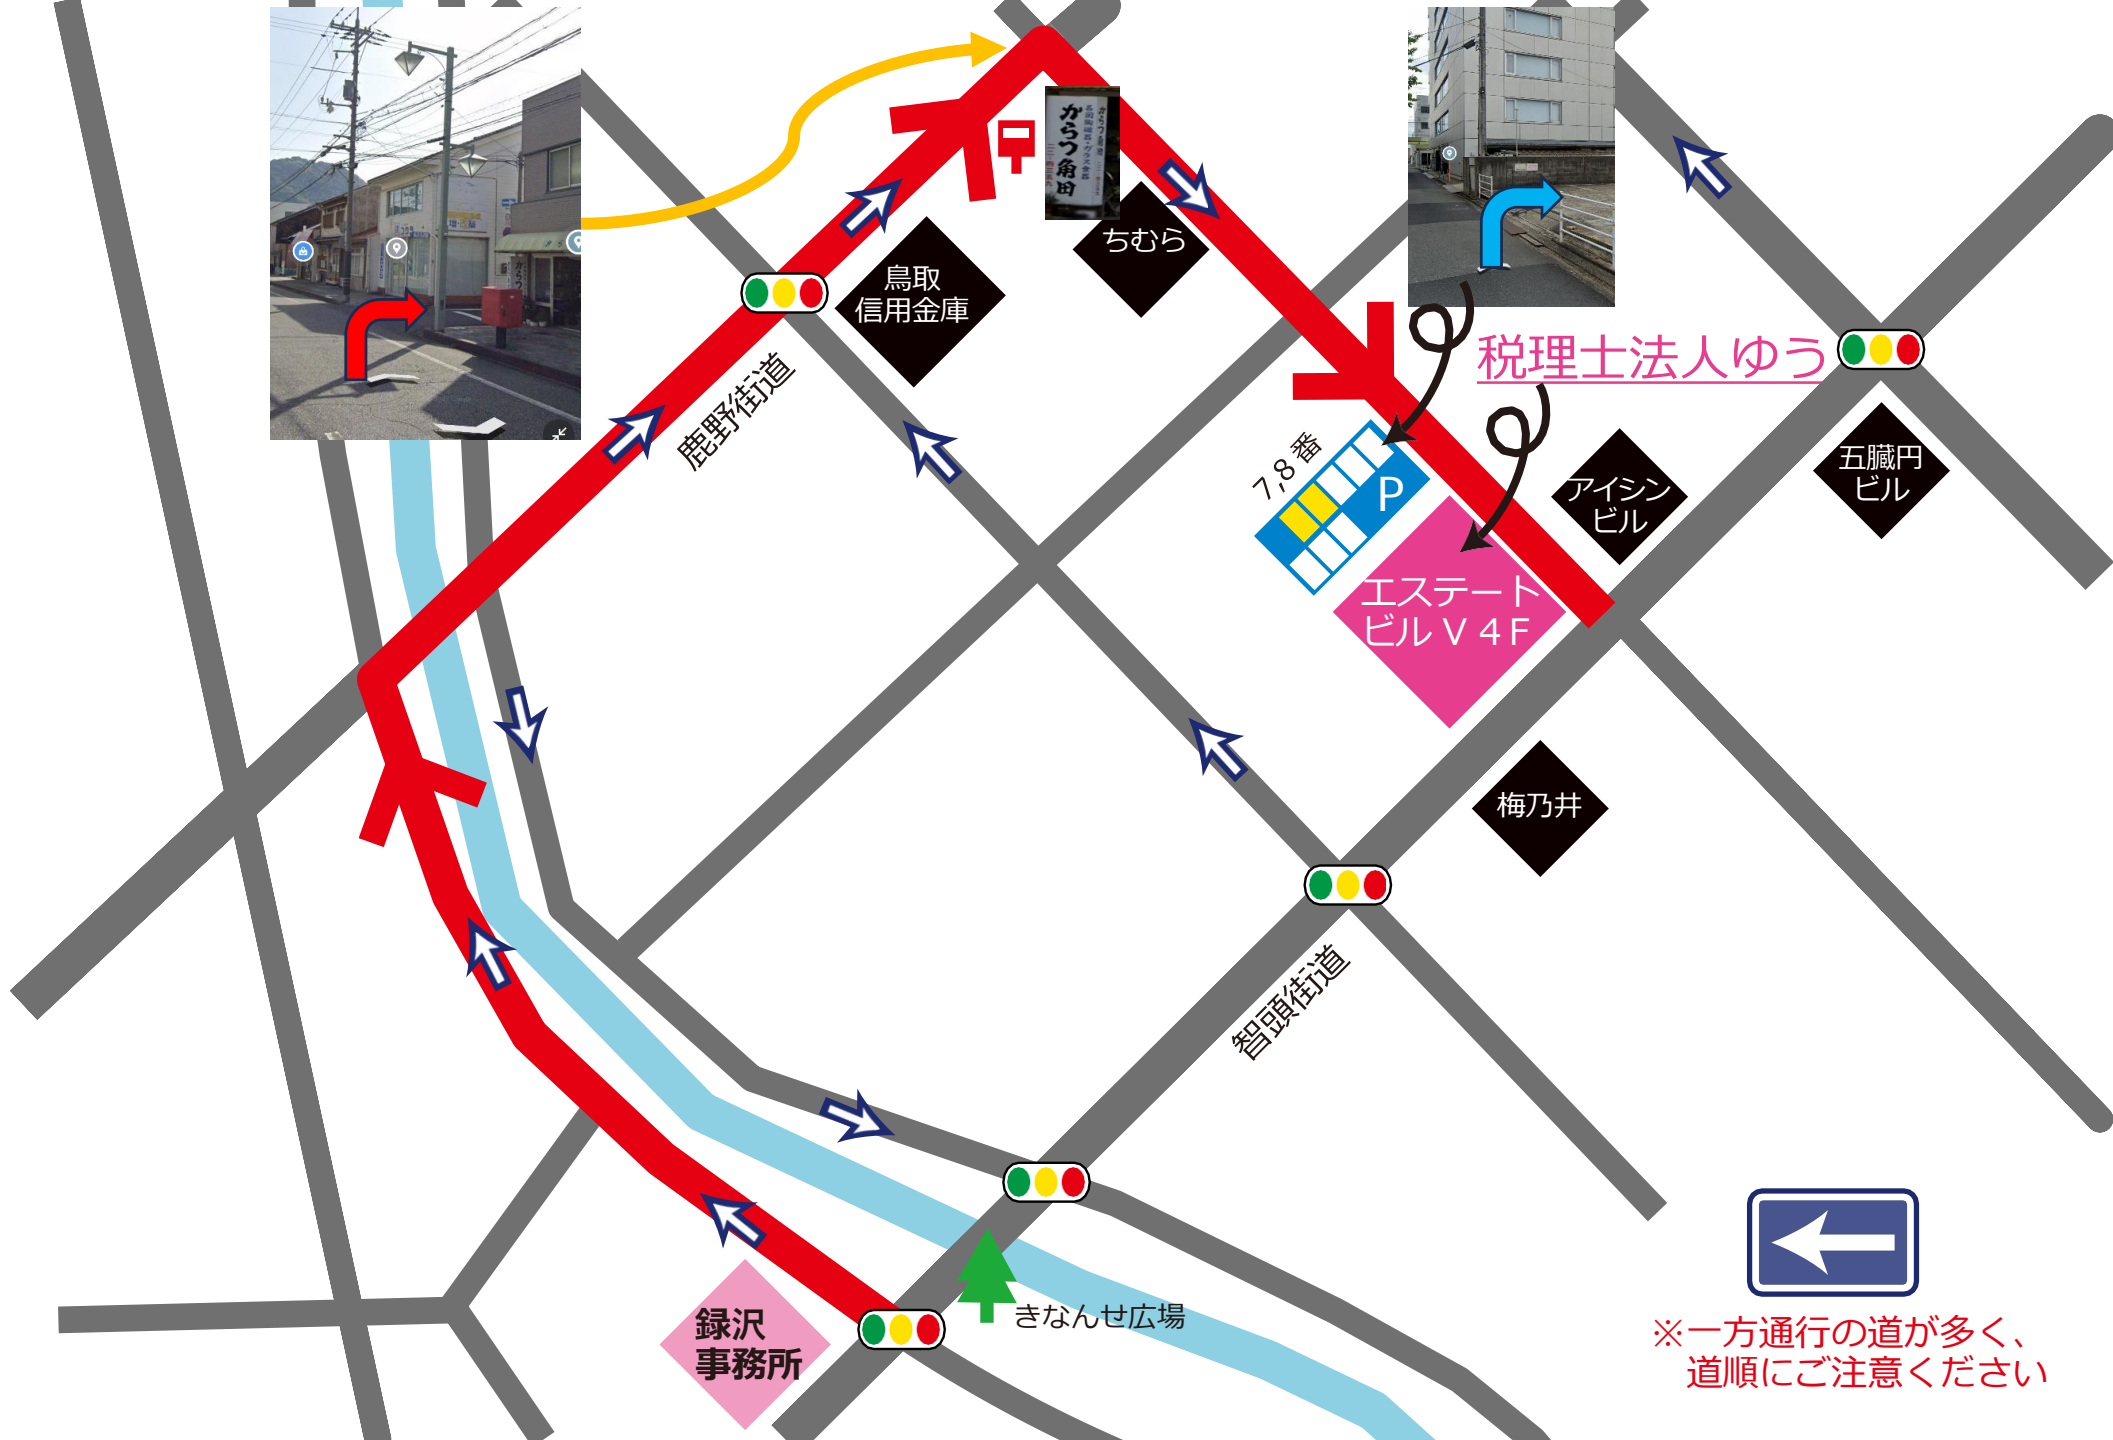 からつ角田
ちむら
鳥取
信用金庫
鹿野街道
税理士法人ゆう
7,8番
P
五臓円
ビル
アイシン
ビル
エステート
ビルV4F
梅乃井
智頭街道
きなんせ広場
録沢
事務所
※一方通行の道が多く、
道順にご注意ください